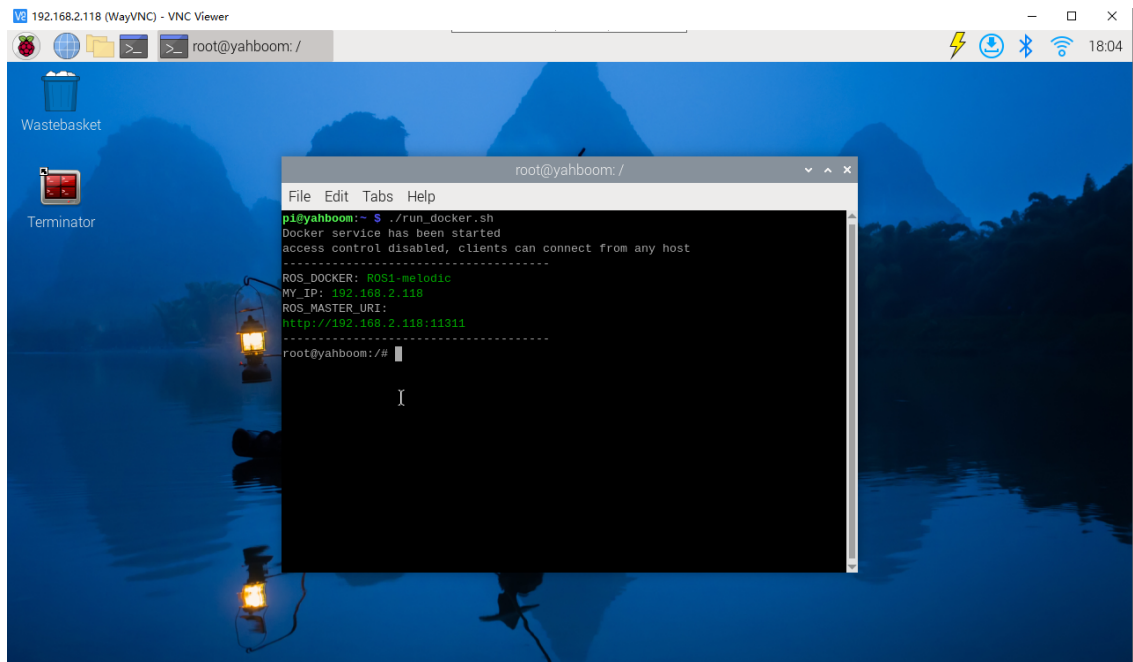 192.168.2.118 (WayVNC) - VNC Viewer
root@yahboom: /
18:04
Wastebasket
Terminator
root@yahboom: /
File Edit Tabs Help
pi@yahboom:~ $ ./run_docker.sh
Docker service has been started
access control disabled, clients can connect from any host
--------------------------------------
ROS_DOCKER: ROS1-melodic
MY_IP: 192.168.2.118
ROS_MASTER_URI:
http://192.168.2.118:11311
--------------------------------------
root@yahboom:/#